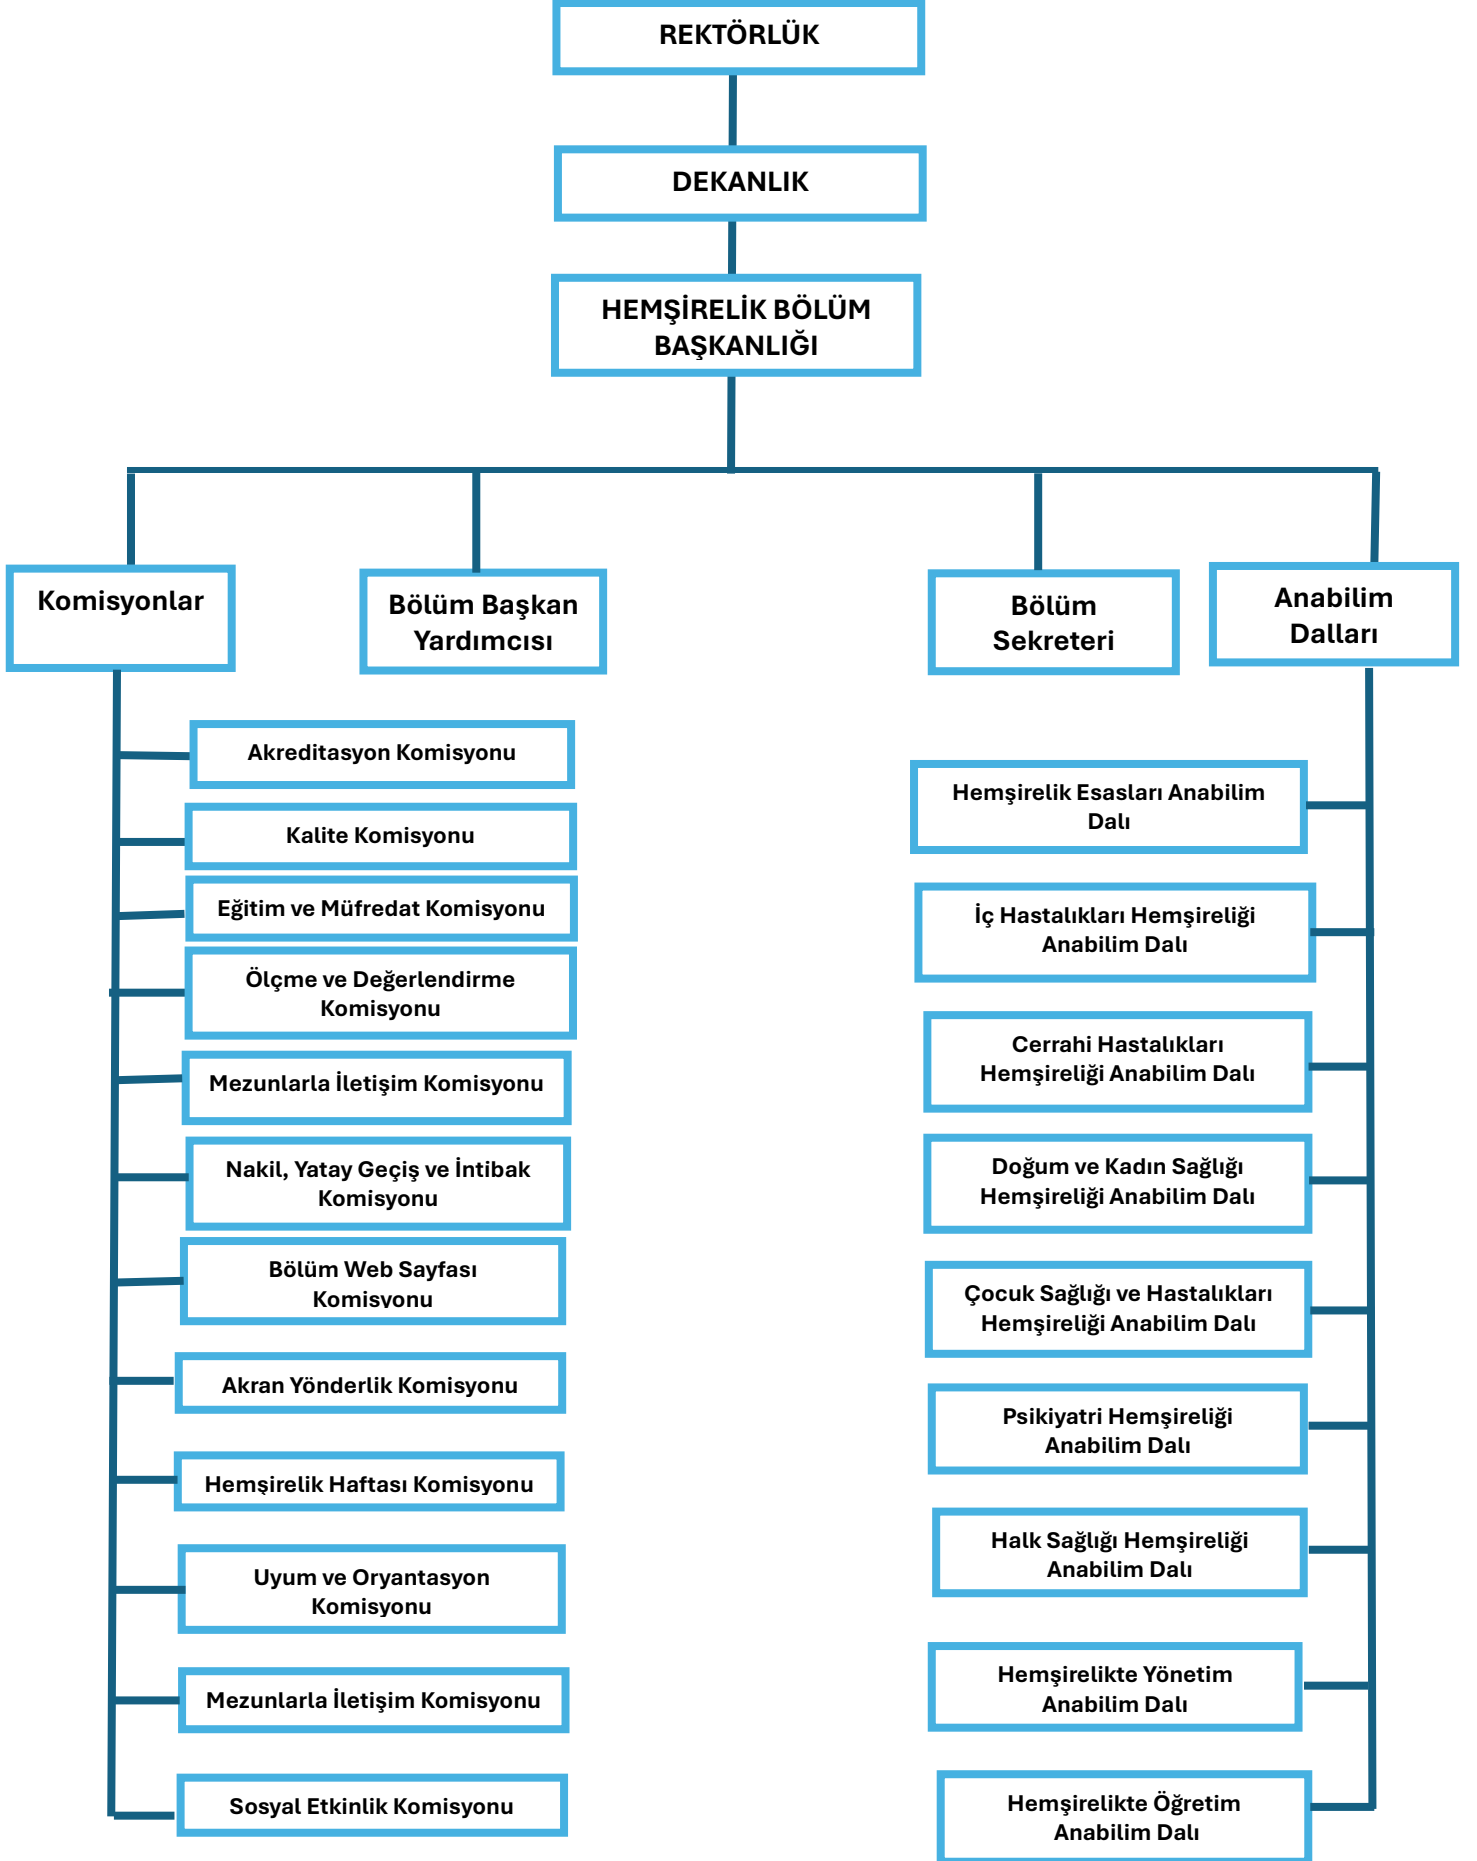 REKTÖRLÜK
DEKANLIK
HEMŞİRELİK BÖLÜM
BAŞKANLIĞI
Komisyonlar
Bölüm Başkan
Yardımcısı
Bölüm
Sekreteri
Anabilim
Dalları
Akreditasyon Komisyonu
Kalite Komisyonu
Eğitim ve Müfredat Komisyonu
Ölçme ve Değerlendirme
Komisyonu
Mezunlarla İletişim Komisyonu
Nakil, Yatay Geçiş ve İntibak
Komisyonu
Bölüm Web Sayfası
Komisyonu
Akran Yönderlik Komisyonu
Hemşirelik Haftası Komisyonu
Uyum ve Oryantasyon
Komisyonu
Mezunlarla İletişim Komisyonu
Sosyal Etkinlik Komisyonu
Hemşirelik Esasları Anabilim
Dalı
İç Hastalıkları Hemşireliği
Anabilim Dalı
Cerrahi Hastalıkları
Hemşireliği Anabilim Dalı
Doğum ve Kadın Sağlığı
Hemşireliği Anabilim Dalı
Çocuk Sağlığı ve Hastalıkları
Hemşireliği Anabilim Dalı
Psikiyatri Hemşireliği
Anabilim Dalı
Halk Sağlığı Hemşireliği
Anabilim Dalı
Hemşirelikte Yönetim
Anabilim Dalı
Hemşirelikte Öğretim
Anabilim Dalı